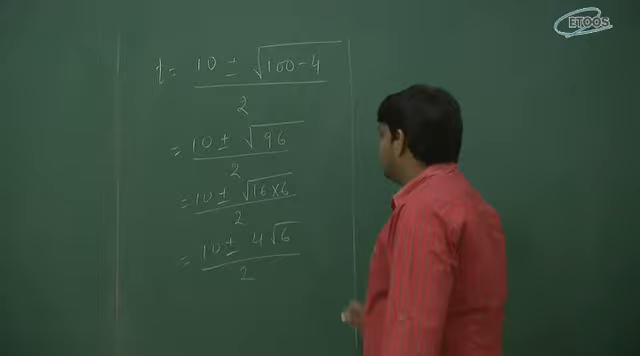 ETOOS
t = (10 ± √(100-4))/2
= (10 ± √96)/2
= (10 ± √(16×6))/2
= (10 ± 4√6)/2